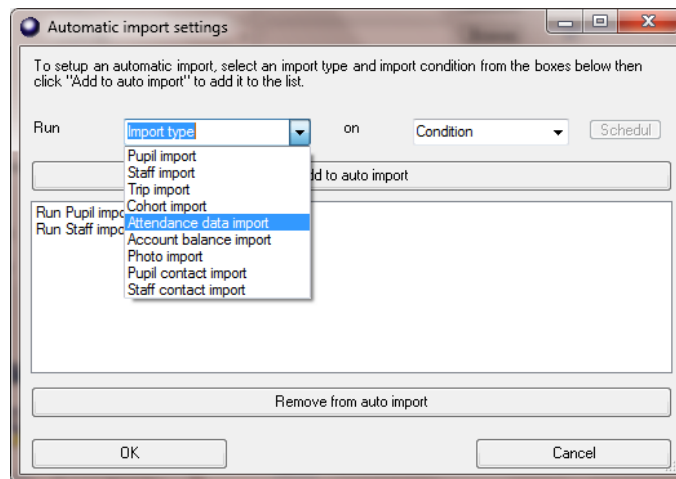 Automatic import settings
To setup an automatic import, select an import type and import condition from the boxes below then
click "Add to auto import" to add it to the list.
Run Import type on Condition Schedul
Pupil import
Staff import
Trip import
Cohort import
Attendance data import
Account balance import
Photo import
Pupil contact import
Staff contact import
to auto import
Run Pupil
Run Staff
Remove from auto import
OK Cancel